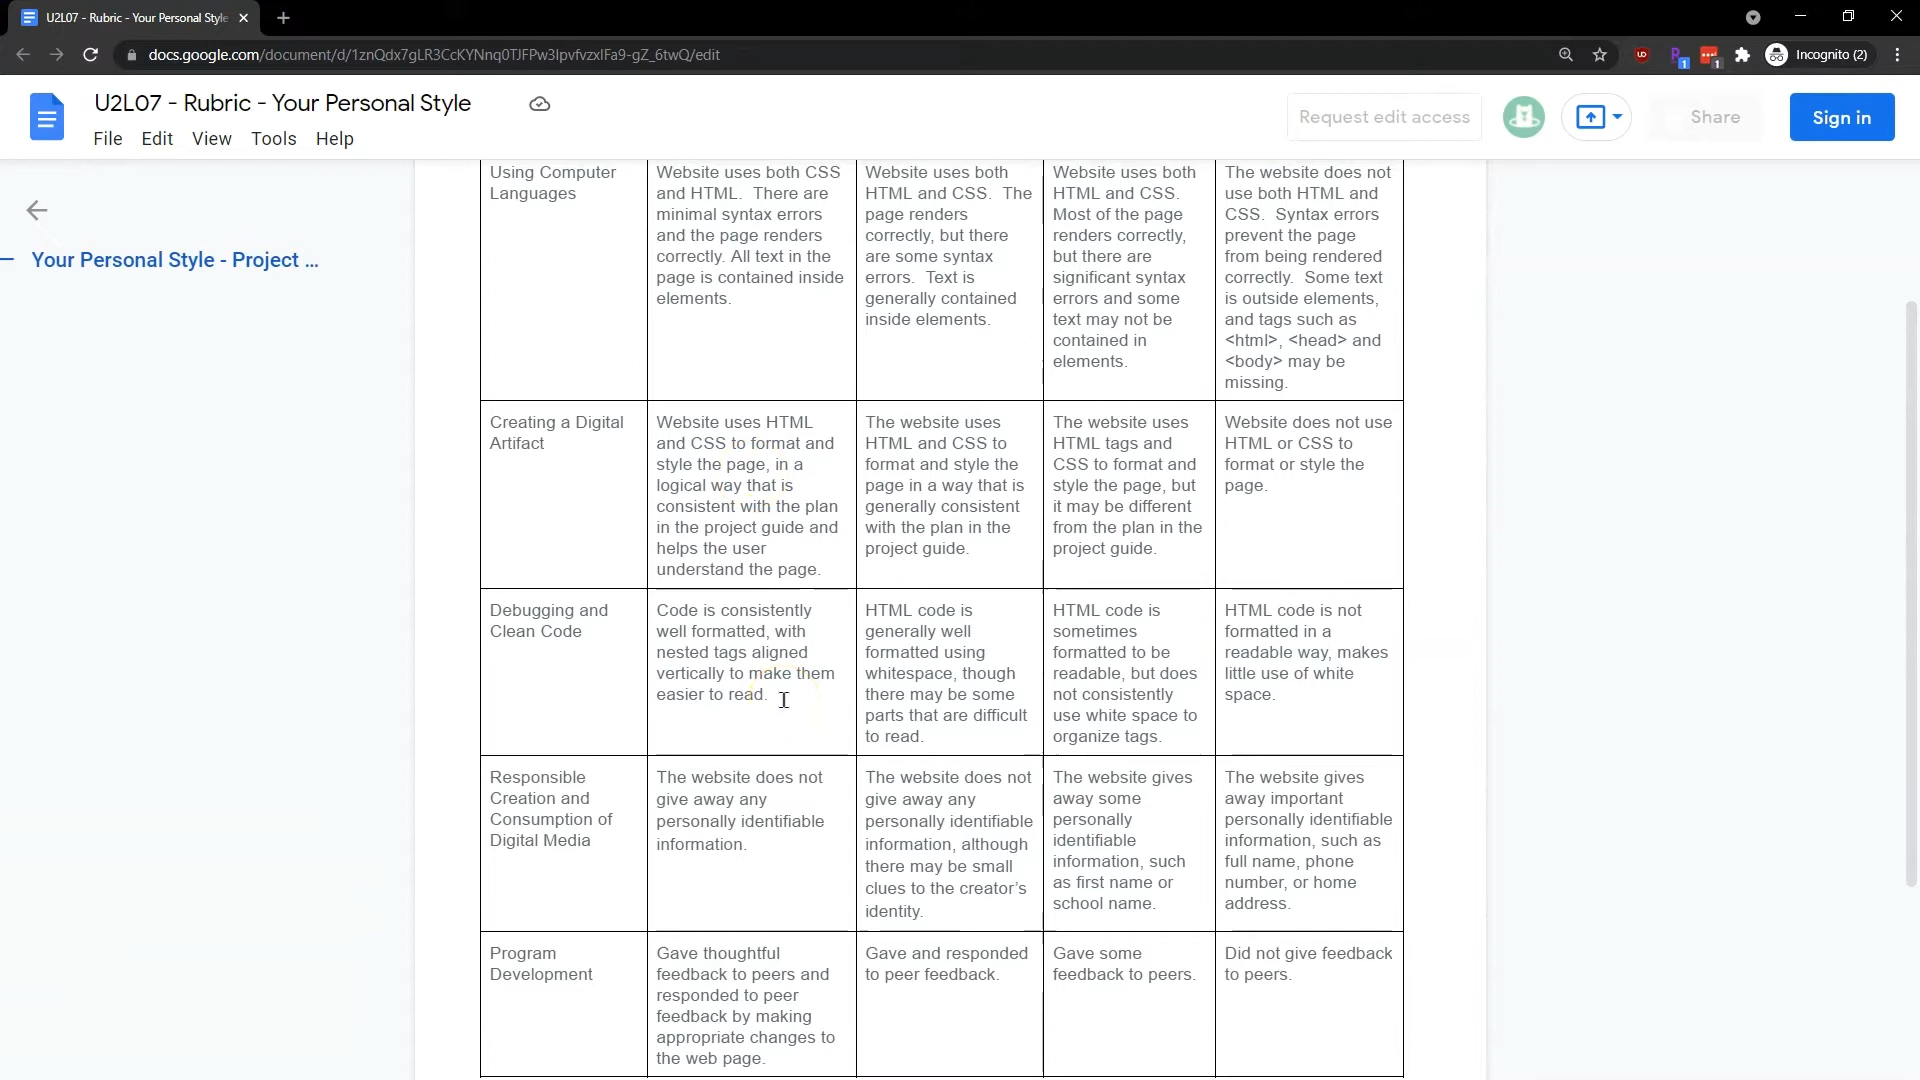 U2L07 - Rubric - Your Personal Style
docs.google.com/document/d/1znQdx7gLR3CcKYNnq0TJFPw3IpvfvzxIFa9-gZ_6twQ/edit
1
1
Incognito (2)
U2L07 - Rubric - Your Personal Style
File Edit View Tools Help
Request edit access
Share
Sign in
Your Personal Style - Project ...
Using Computer
Languages
Website uses both CSS
and HTML. There are
minimal syntax errors
and the page renders
correctly. All text in the
page is contained inside
elements.
Website uses both
HTML and CSS. The
page renders
correctly, but there
are some syntax
errors. Text is
generally contained
inside elements.
Website uses both
HTML and CSS.
Most of the page
renders correctly,
but there are
significant syntax
errors and some
text may not be
contained in
elements.
The website does not
use both HTML and
CSS. Syntax errors
prevent the page
from being rendered
correctly. Some text
is outside elements,
and tags such as
<html>, <head> and
<body> may be
missing.
Creating a Digital
Artifact
Website uses HTML
and CSS to format and
style the page, in a
logical way that is
consistent with the plan
in the project guide and
helps the user
understand the page.
The website uses
HTML and CSS to
format and style the
page in a way that is
generally consistent
with the plan in the
project guide.
The website uses
HTML tags and
CSS to format and
style the page, but
it may be different
from the plan in the
project guide.
Website does not use
HTML or CSS to
format or style the
page.
Debugging and
Clean Code
Code is consistently
well formatted, with
nested tags aligned
vertically to make them
easier to read.
HTML code is
generally well
formatted using
whitespace, though
there may be some
parts that are difficult
to read.
HTML code is
sometimes
formatted to be
readable, but does
not consistently
use white space to
organize tags.
HTML code is not
formatted in a
readable way, makes
little use of white
space.
Responsible
Creation and
Consumption of
Digital Media
The website does not
give away any
personally identifiable
information.
The website does not
give away any
personally identifiable
information, although
there may be small
clues to the creator's
identity.
The website gives
away some
personally
identifiable
information, such
as first name or
school name.
The website gives
away important
personally identifiable
information, such as
full name, phone
number, or home
address.
Program
Development
Gave thoughtful
feedback to peers and
responded to peer
feedback by making
appropriate changes to
the web page.
Gave and responded
to peer feedback.
Gave some
feedback to peers.
Did not give feedback
to peers.